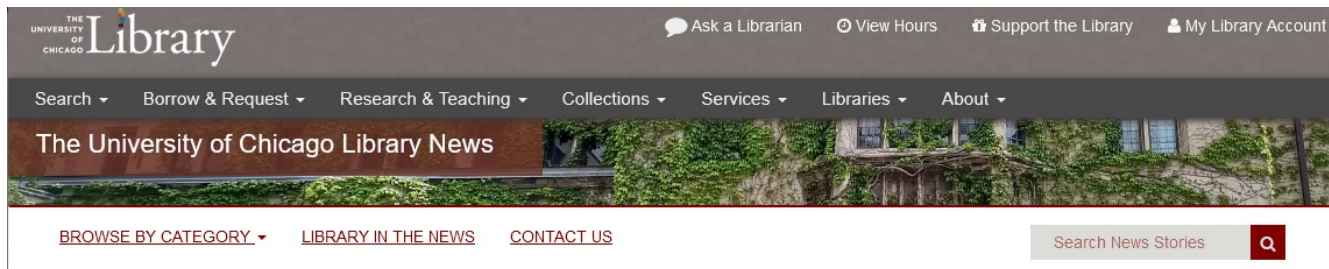 THE
UNIVERSITY
OF
CHICAGO
Library
Ask a Librarian View Hours Support the Library My Library Account
Search Borrow & Request Research & Teaching Collections Services Libraries About
The University of Chicago Library News
BROWSE BY CATEGORY LIBRARY IN THE NEWS CONTACT US Search News Stories